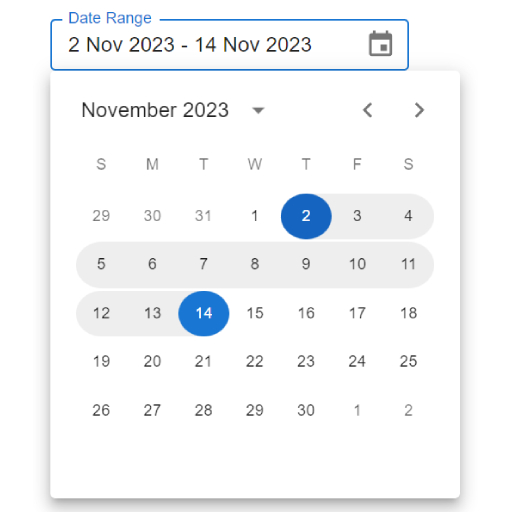 Date Range
2 Nov 2023 - 14 Nov 2023
November 2023
S M T W T F S
29 30 31 1 2 3 4
5 6 7 8 9 10 11
12 13 14 15 16 17 18
19 20 21 22 23 24 25
26 27 28 29 30 1 2